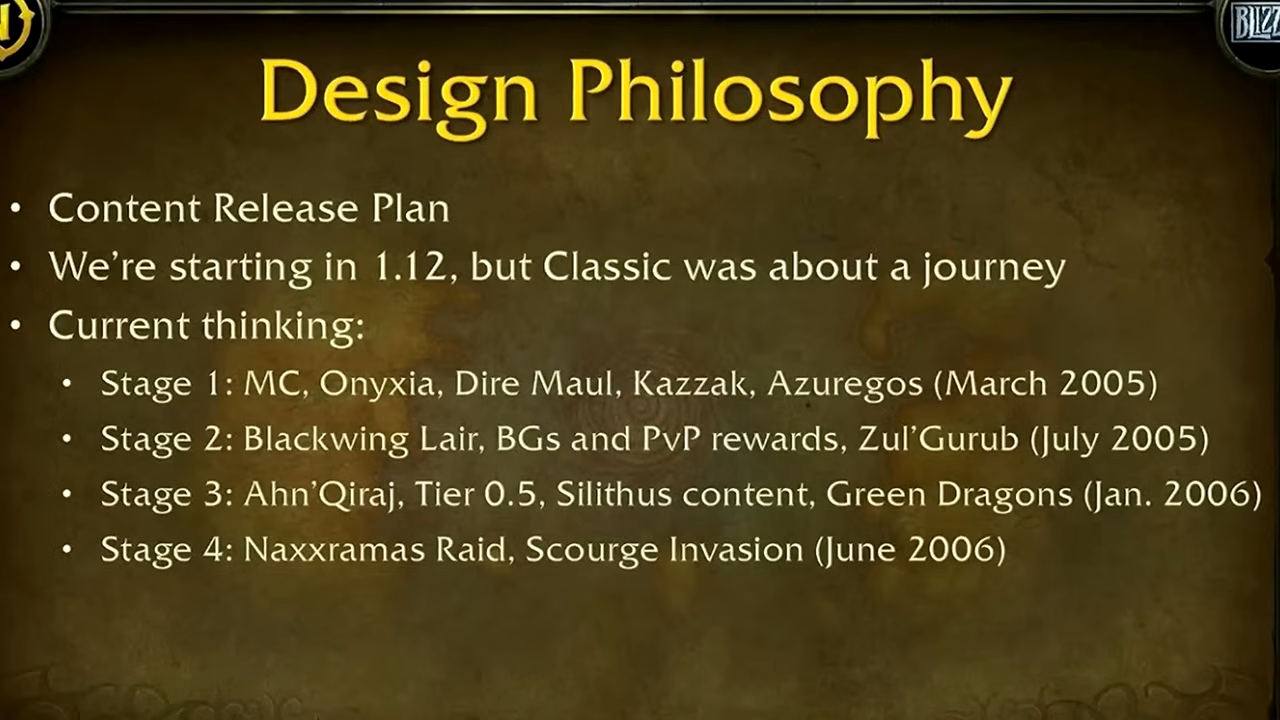 Design Philosophy
• Content Release Plan
• We're starting in 1.12, but Classic was about a journey
• Current thinking:
• Stage 1: MC, Onyxia, Dire Maul, Kazzak, Azuregos (March 2005)
• Stage 2: Blackwing Lair, BGs and PvP rewards, Zul'Gurub (July 2005)
• Stage 3: Ahn'Qiraj, Tier 0.5, Silithus content, Green Dragons (Jan. 2006)
• Stage 4: Naxxramas Raid, Scourge Invasion (June 2006)